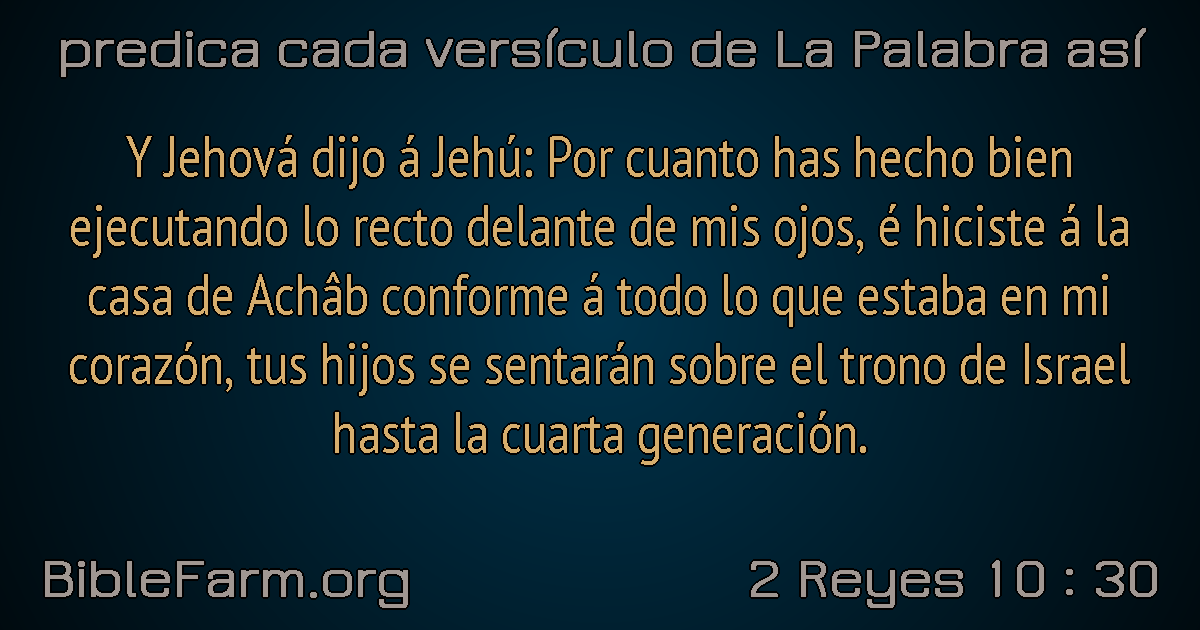 predica cada versículo de La Palabra así
Y Jehová dijo á Jehú: Por cuanto has hecho bien
ejecutando lo recto delante de mis ojos, é hiciste á la
casa de Achâb conforme á todo lo que estaba en mi
corazón, tus hijos se sentarán sobre el trono de Israel
hasta la cuarta generación.
BibleFarm.org
2 Reyes 10 : 30